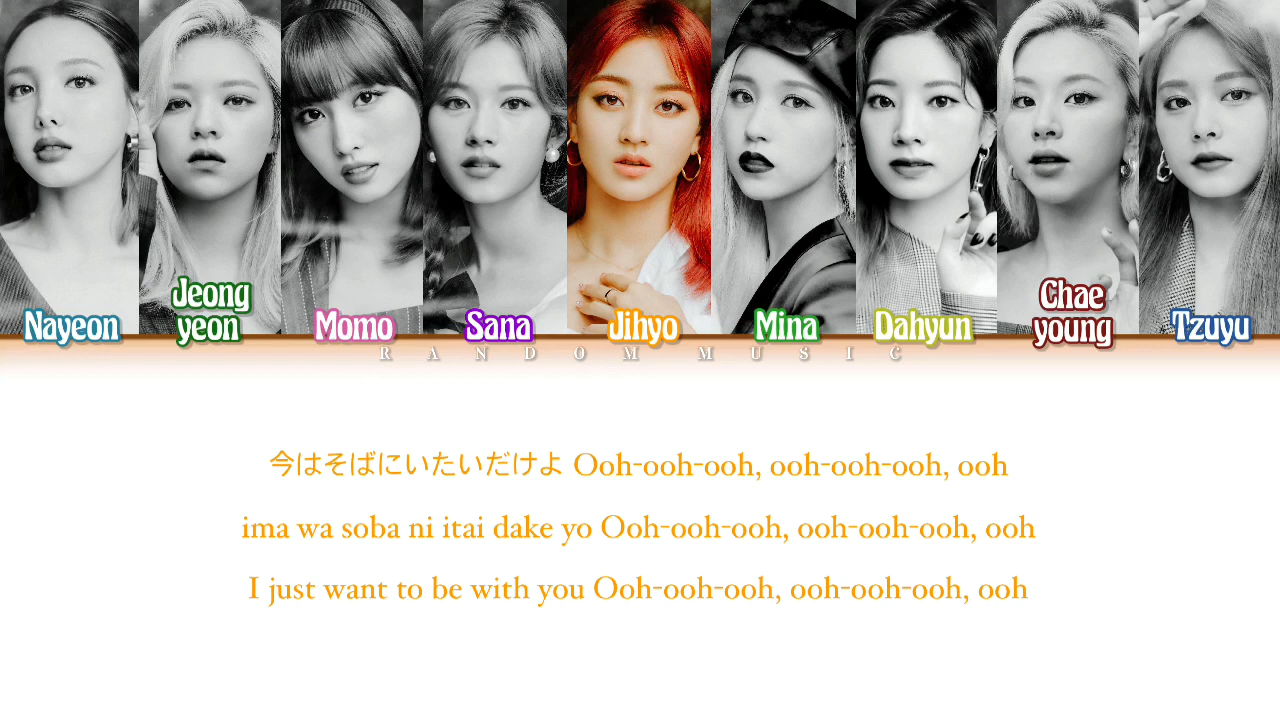 Nayeon
Jeong
yeon
Momo
Sana
Jihyo
Mina
Dahyun
Chae
young
Tzuyu
RANDOM MUSIC
今はそばにいたいだけよ Ooh-ooh-ooh, ooh-ooh-ooh, ooh
ima wa soba ni itai dake yo Ooh-ooh-ooh, ooh-ooh-ooh, ooh
I just want to be with you Ooh-ooh-ooh, ooh-ooh-ooh, ooh